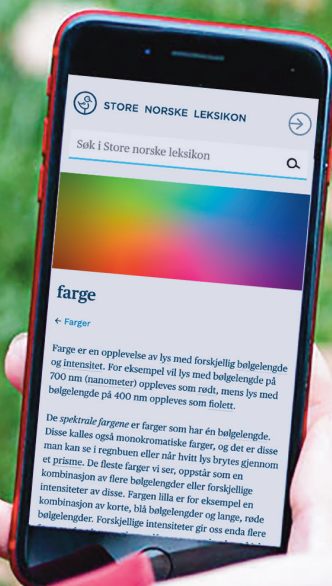 STORE NORSKE LEKSIKON
Søk i Store norske leksikon
farge
← Farger
Farge er en opplevelse av lys med forskjellig bølgelengde
og intensitet. For eksempel vil lys med bølgelengde på
700 nm (nanometer) oppleves som rødt, mens lys med
bølgelengde på 400 nm oppleves som fiolett.
De spektrale fargene er farger som har én bølgelengde.
Disse kalles også monokromatiske farger, og det er disse
man kan se i regnbuen eller når hvitt lys brytes gjennom
et prisme. De fleste farger vi ser, oppstår som en
kombinasjon av flere bølgelengder eller forskjellige
intensiteter av disse. Fargen lilla er for eksempel en
kombinasjon av korte, blå bølgelengder og lange, røde
bølgelengder. Forskjellige intensiteter gir oss enda flere